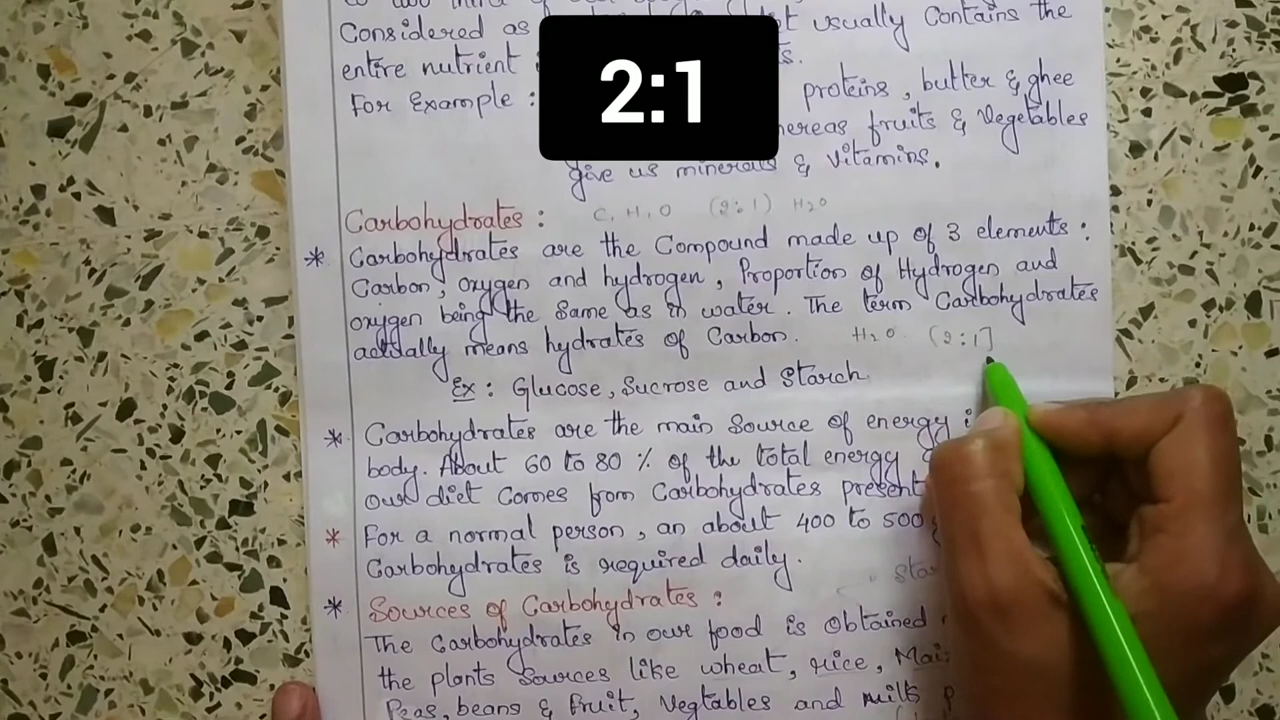 Considered as usually Contains the
entire nutrient
For Example : proteins, butter & ghee
2:1
whereas fruits & Vegetables
give us minerals & Vitamins.
Carbohydrates : C, H, O (2:1) H2O
* Carbohydrates are the Compound made up of 3 elements :
Carbon, oxygen and hydrogen, Proportion of Hydrogen and
oxygen being the Same as in water. The term Carbohydrates
actually means hydrates of Carbon. H2O (2:1]
Ex : Glucose, Sucrose and Starch
* Carbohydrates are the main Source of energy
body. About 60 to 80 % of the total energy
our diet Comes from Carbohydrates present
* For a normal person, an about 400 to 500
Carbohydrates is required daily.
* Sources of Carbohydrates :
The Carbohydrates in our food is obtained
the plants Sources like wheat, rice,
Peas, beans & fruit, Vegtables and milk